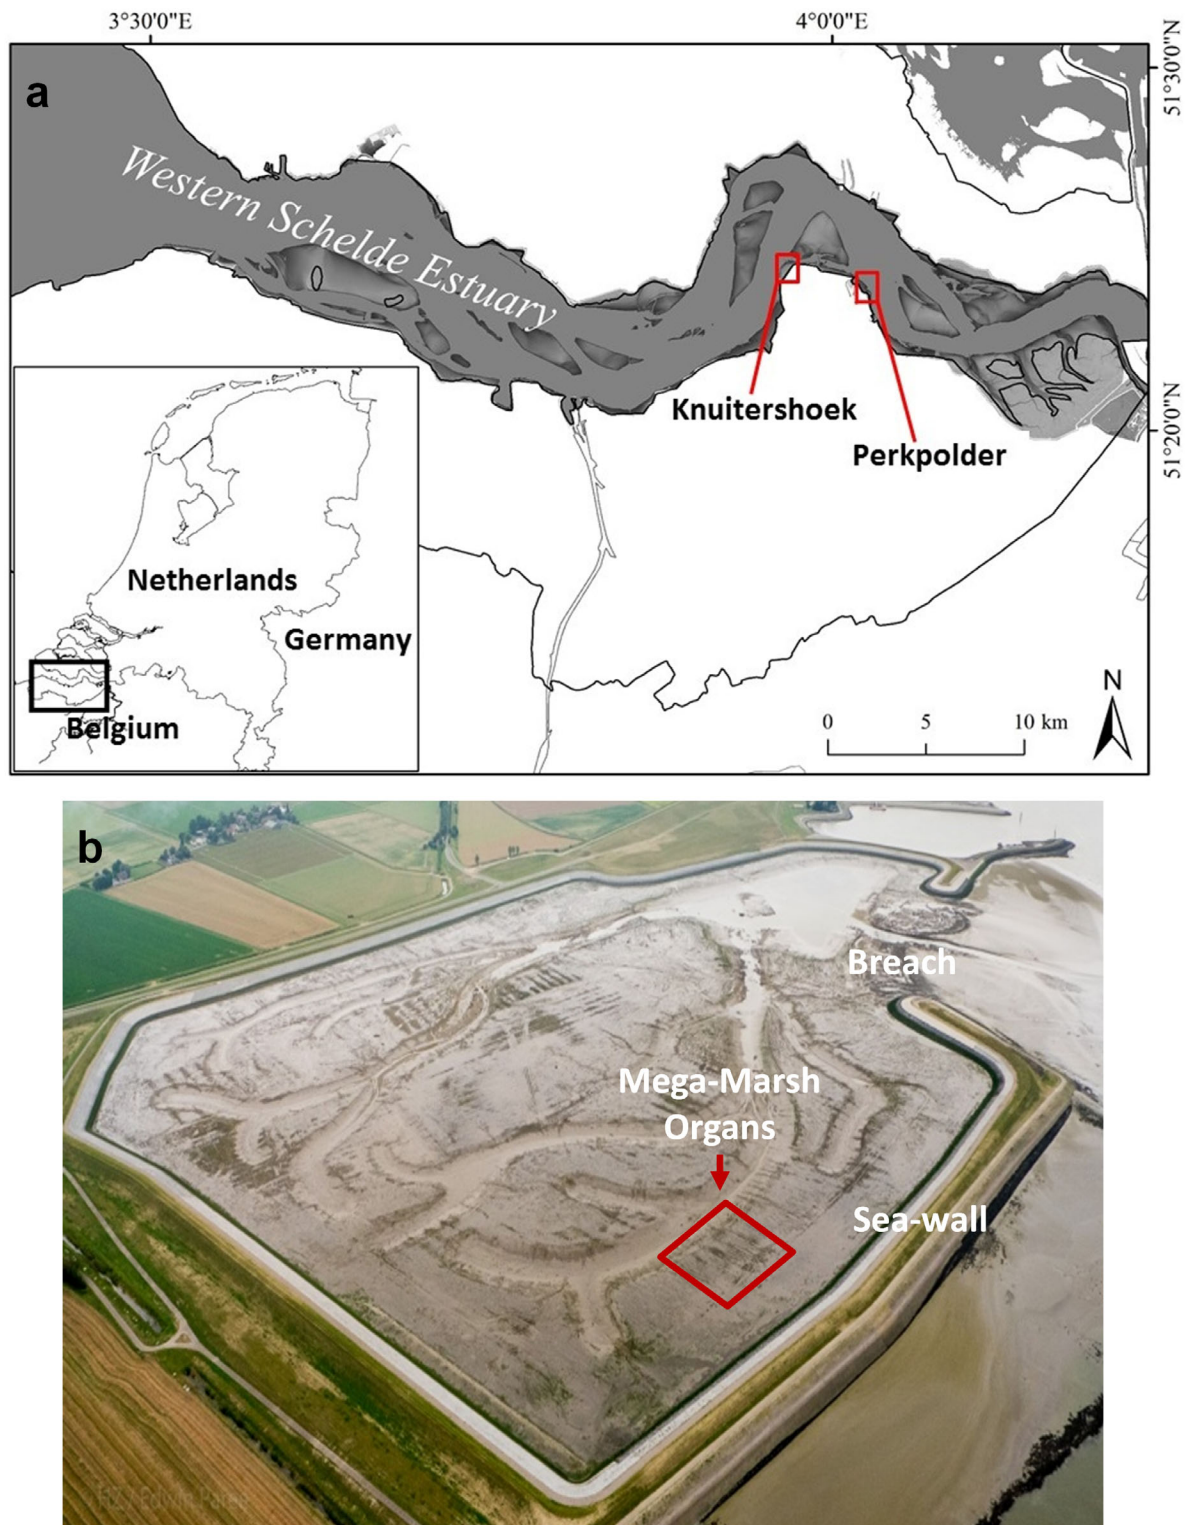 3°30'0"E
4°0'0"E
51°30'0"N
a
Western Schelde Estuary
Knuitershoek
Perkpolder
51°20'0"N
Netherlands
Germany
Belgium
N
0 5 10 km
b
Breach
Mega-Marsh
Organs
Sea-wall